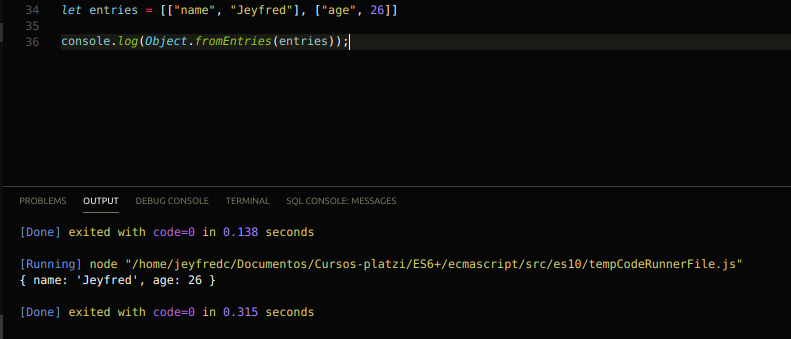 34 let entries = [["name", "Jeyfred"], ["age", 26]]
35
36 console.log(Object.fromEntries(entries));
PROBLEMS OUTPUT DEBUG CONSOLE TERMINAL SQL CONSOLE: MESSAGES
[Done] exited with code=0 in 0.138 seconds
[Running] node "/home/jeyfredc/Documentos/Cursos-platzi/ES6+/ecmascript/src/es10/tempCodeRunnerFile.js"
{ name: 'Jeyfred', age: 26 }
[Done] exited with code=0 in 0.315 seconds